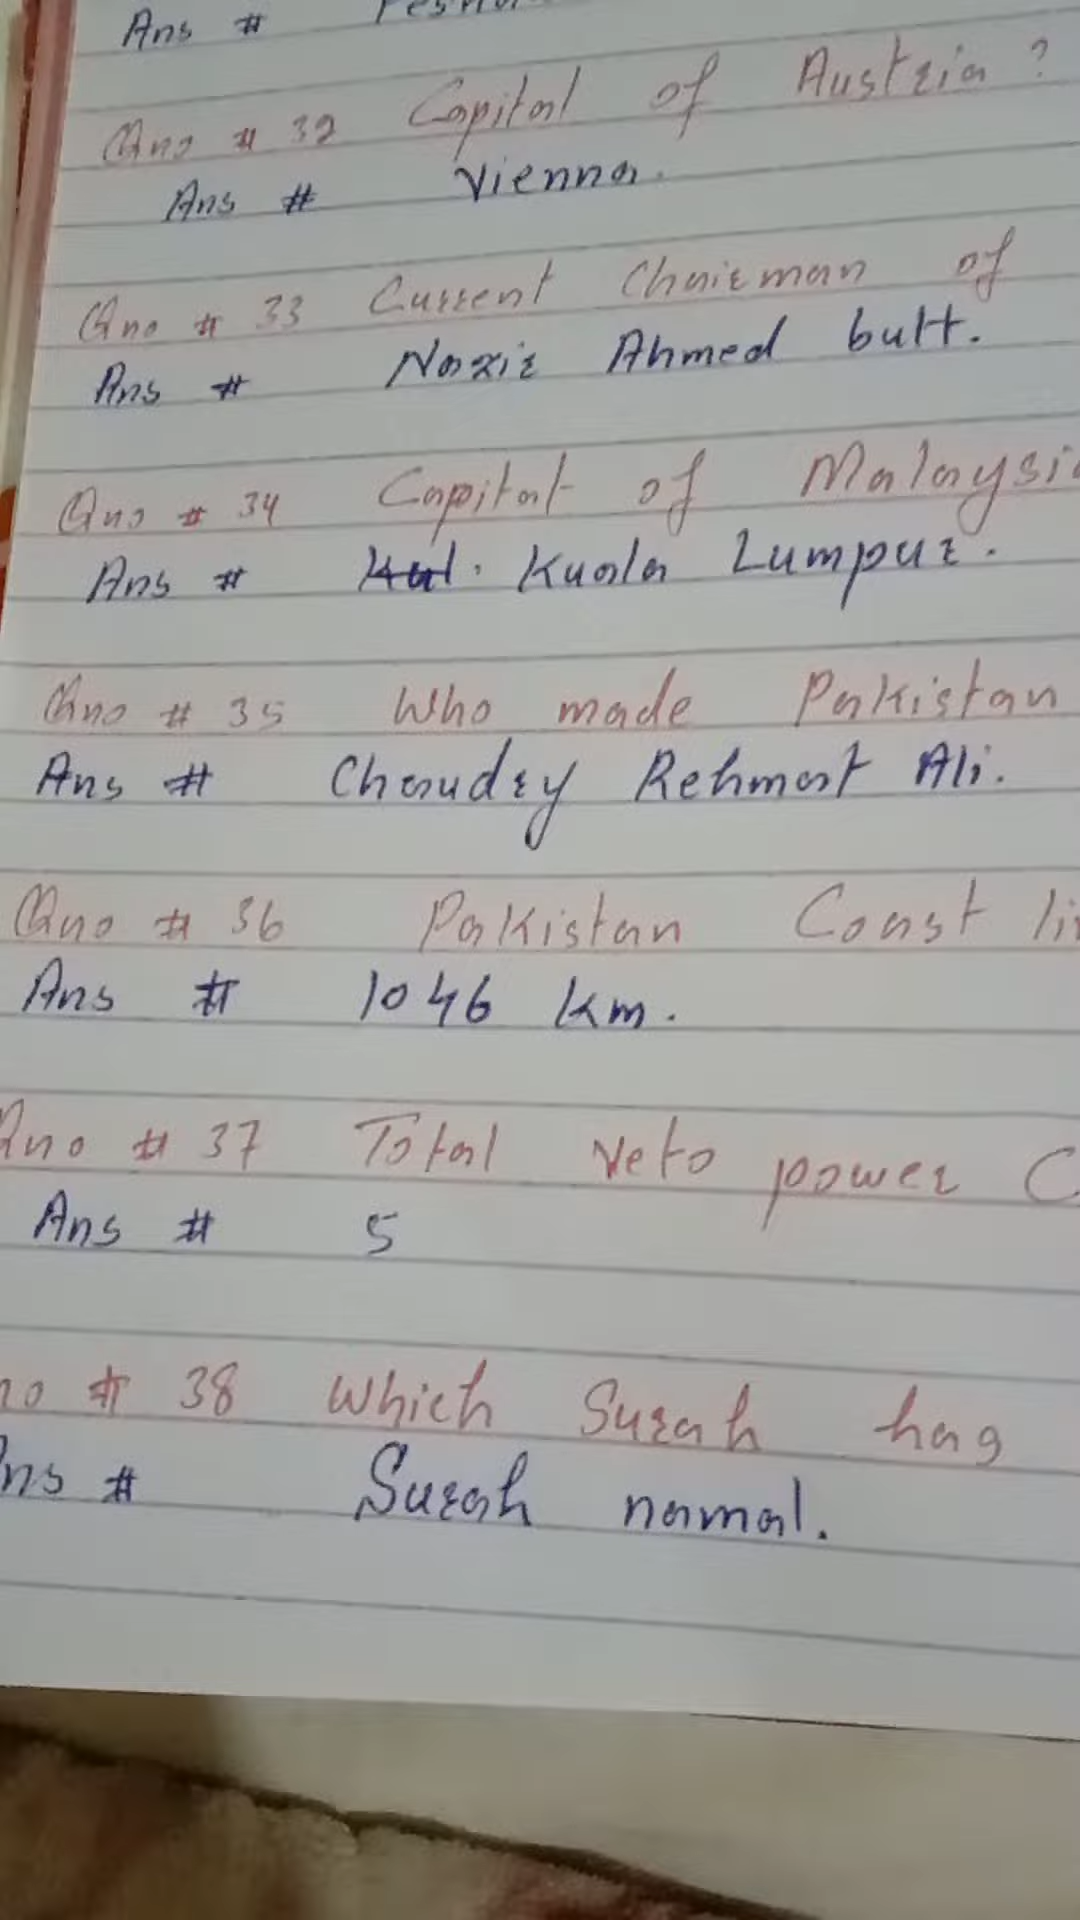 Ans #
Qno # 32 Capital of Austria?
Ans # Vienna.
Qno # 33 Current Chairman of
Ans # Nazir Ahmed butt.
Qno # 34 Capital of Malaysia
Ans # Kuala Lumpur.
Qno # 35 Who made Pakistan
Ans # Choudry Rehmat Ali.
Qno # 36 Pakistan Coast li
Ans # 1046 km.
Qno # 37 Total veto power C
Ans # 5
no # 38 which Surah has
Ans # Surah namal.